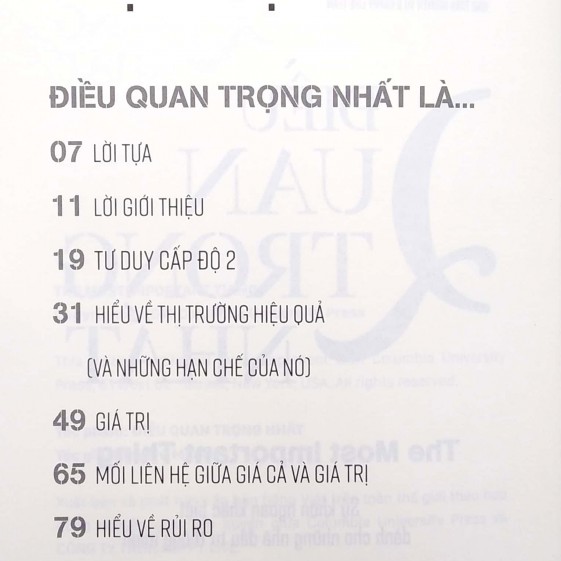 ĐIỀU QUAN TRỌNG NHẤT LÀ...
07 LỜI TỰA
11 LỜI GIỚI THIỆU
19 TƯ DUY CẤP ĐỘ 2
31 HIỂU VỀ THỊ TRƯỜNG HIỆU QUẢ
(VÀ NHỮNG HẠN CHẾ CỦA NÓ)
49 GIÁ TRỊ
65 MỐI LIÊN HỆ GIỮA GIÁ CẢ VÀ GIÁ TRỊ
79 HIỂU VỀ RỦI RO